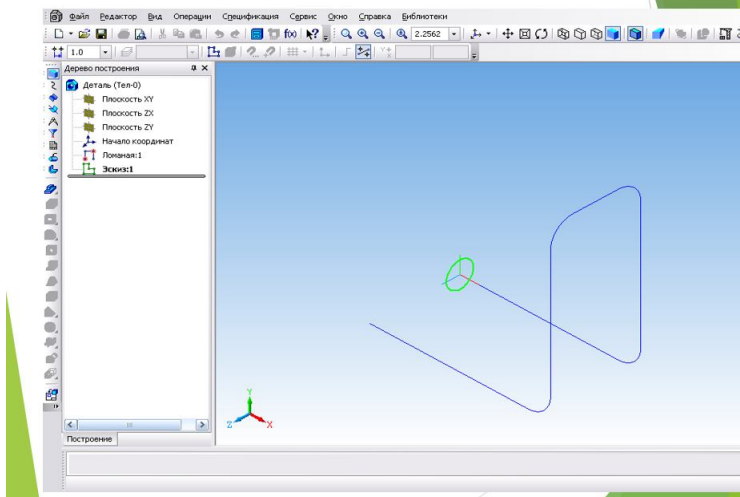 Файл Редактор Вид Операции Спецификация Сервис Окно Справка Библиотеки
f(x) 2.2562
1.0
Дерево построения
Деталь (Тел-0)
Плоскость XY
Плоскость ZX
Плоскость ZY
Начало координат
Ломаная:1
Эскиз:1
Y
Z X
Построение